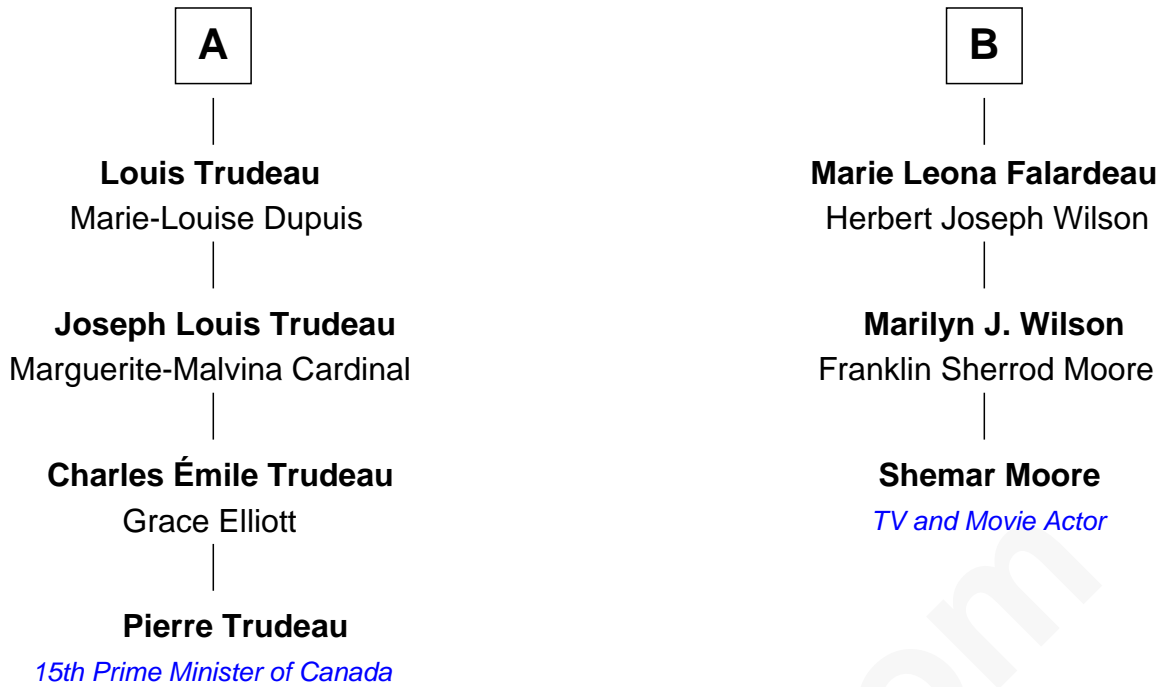 A
Louis Trudeau
Marie-Louise Dupuis
Joseph Louis Trudeau
Marguerite-Malvina Cardinal
Charles Émile Trudeau
Grace Elliott
Pierre Trudeau
15th Prime Minister of Canada
B
Marie Leona Falardeau
Herbert Joseph Wilson
Marilyn J. Wilson
Franklin Sherrod Moore
Shemar Moore
TV and Movie Actor